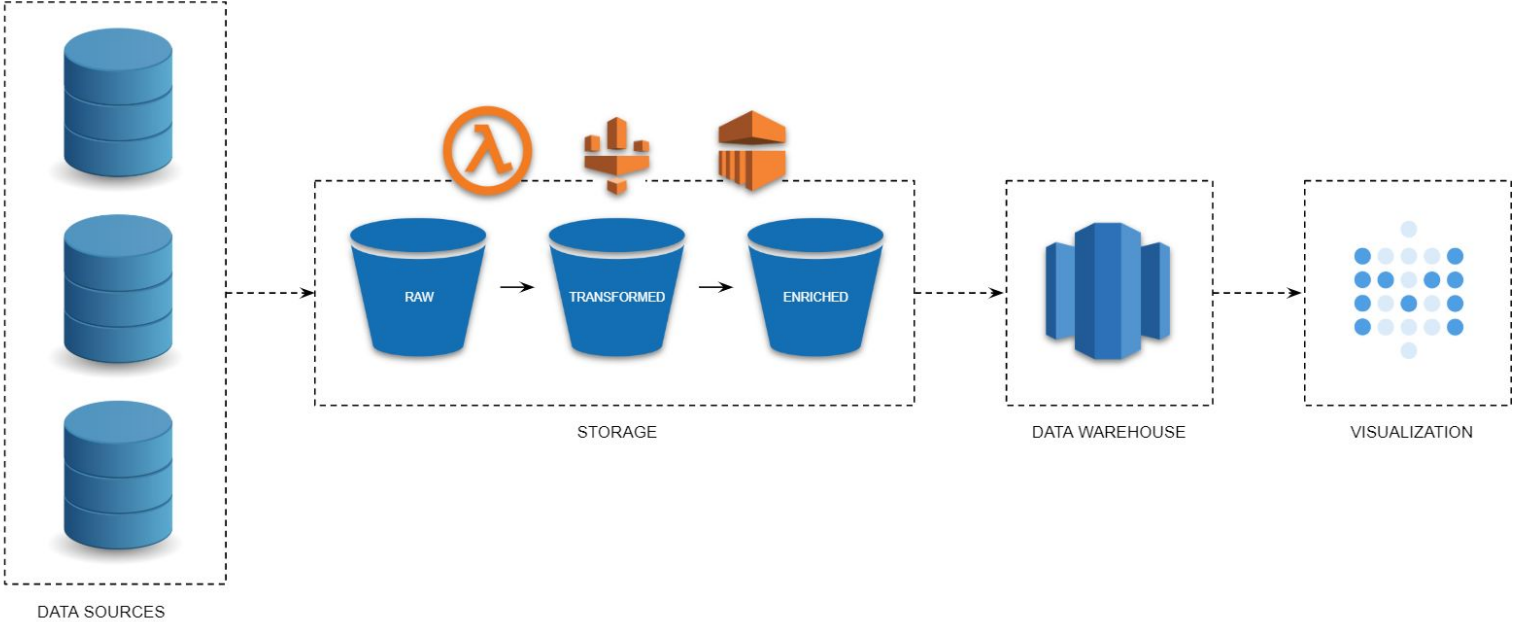 RAW
TRANSFORMED
ENRICHED
STORAGE
DATA WAREHOUSE
VISUALIZATION
DATA SOURCES